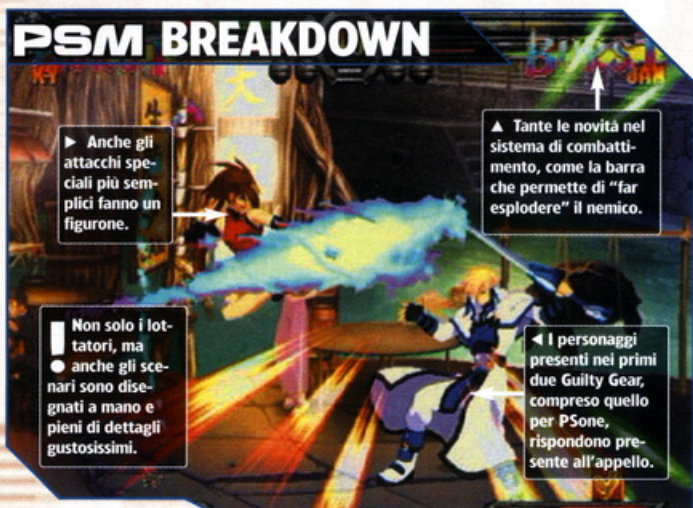 PSM BREAKDOWN
KY
BURST
JAM
▶ Anche gli
attacchi spe-
ciali più sem-
plici fanno un
figurone.
▲ Tante le novità nel
sistema di combatti-
mento, come la barra
che permette di "far
esplodere" il nemico.
Non solo i lot-
tatori, ma
anche gli sce-
nari sono dise-
gnati a mano e
pieni di dettagli
gustosissimi.
◀ I personaggi
presenti nei primi
due Guilty Gear,
compreso quello
per PSone,
rispondono pre-
sente all'appello.